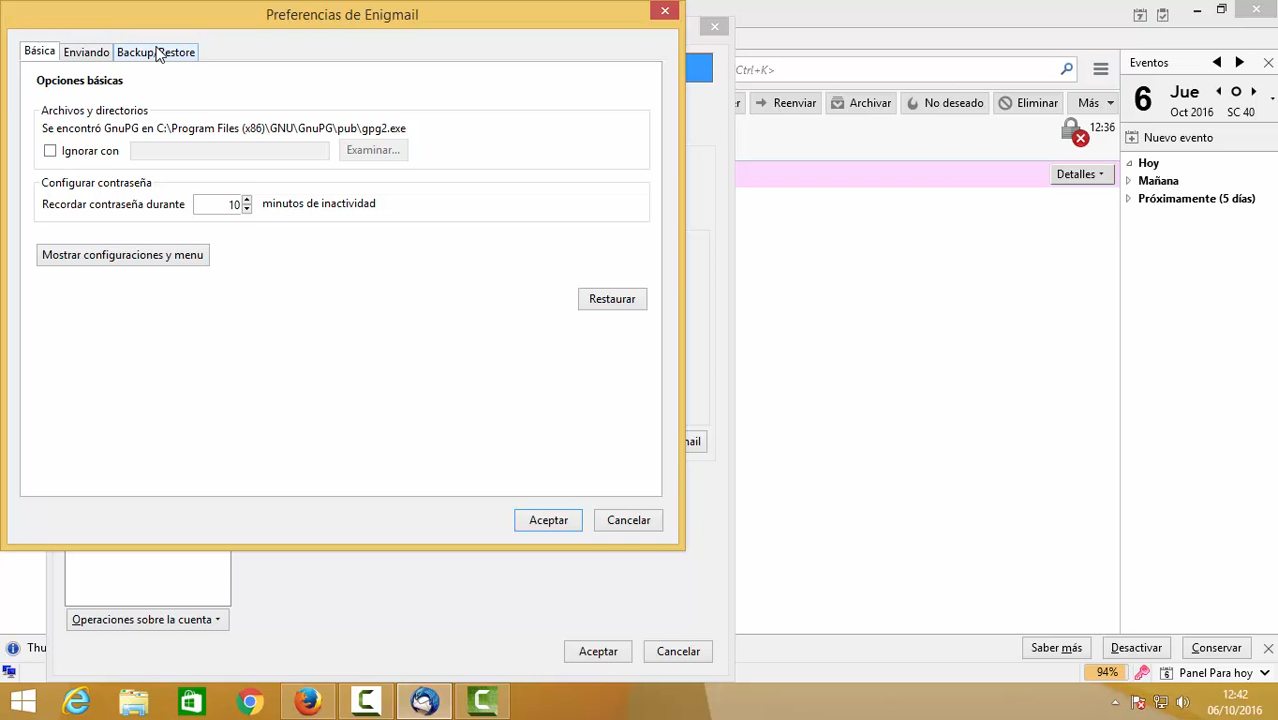 Preferencias de Enigmail
Básica
Enviando
Backup/Restore
Opciones básicas
Archivos y directorios
Se encontró GnuPG en C:\Program Files (x86)\GNU\GnuPG\pub\gpg2.exe
Ignorar con
Examinar...
Configurar contraseña
Recordar contraseña durante 10 minutos de inactividad
Mostrar configuraciones y menu
Restaurar
Aceptar
Cancelar
Operaciones sobre la cuenta
Aceptar
Cancelar
Ctrl+K>
Reenviar
Archivar
No deseado
Eliminar
Más
12:36
Detalles
Eventos
6
Jue
Oct 2016
SC 40
Nuevo evento
Hoy
Mañana
Próximamente (5 días)
Saber más
Desactivar
Conservar
94%
6
Panel Para hoy
12:42
06/10/2016